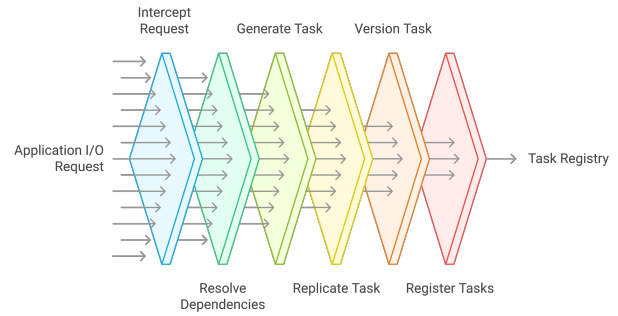 Intercept
Request
Generate Task
Version Task
Application I/O
Request
Task Registry
Resolve
Dependencies
Replicate Task
Register Tasks